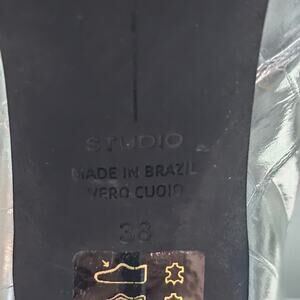 STUDIO
MADE IN BRAZIL
VERO CUOIO
38